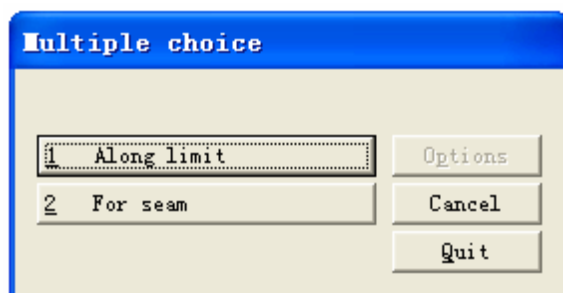 Multiple choice
1 Along limit
Options
2 For seam
Cancel
Quit